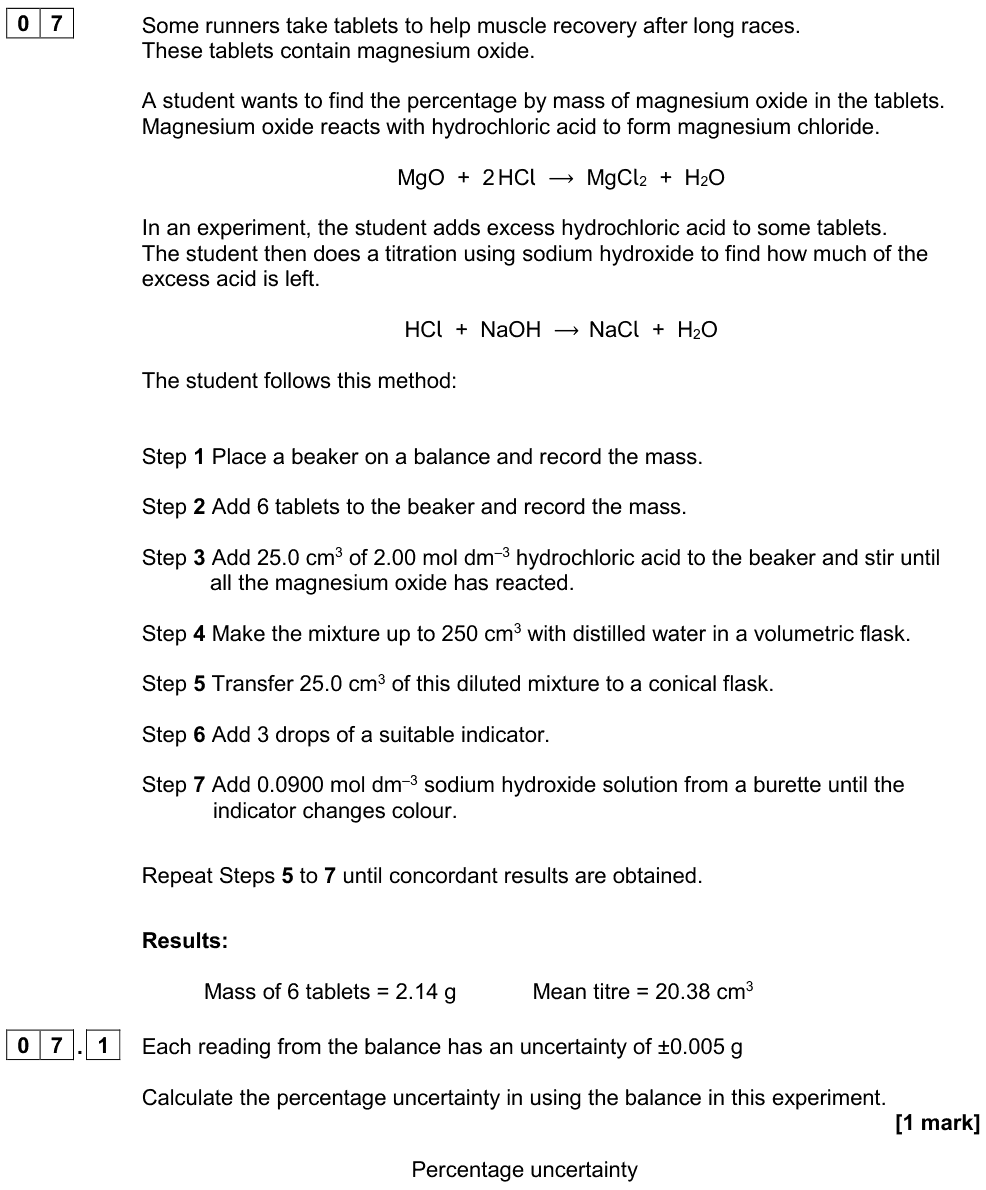 0 7 Some runners take tablets to help muscle recovery after long races.
These tablets contain magnesium oxide.
A student wants to find the percentage by mass of magnesium oxide in the tablets.
Magnesium oxide reacts with hydrochloric acid to form magnesium chloride.
MgO + 2HCl → MgCl₂ + H₂O
In an experiment, the student adds excess hydrochloric acid to some tablets.
The student then does a titration using sodium hydroxide to find how much of the
excess acid is left.
HCl + NaOH → NaCl + H₂O
The student follows this method:
Step 1 Place a beaker on a balance and record the mass.
Step 2 Add 6 tablets to the beaker and record the mass.
Step 3 Add 25.0 cm³ of 2.00 mol dm⁻³ hydrochloric acid to the beaker and stir until
all the magnesium oxide has reacted.
Step 4 Make the mixture up to 250 cm³ with distilled water in a volumetric flask.
Step 5 Transfer 25.0 cm³ of this diluted mixture to a conical flask.
Step 6 Add 3 drops of a suitable indicator.
Step 7 Add 0.0900 mol dm⁻³ sodium hydroxide solution from a burette until the
indicator changes colour.
Repeat Steps 5 to 7 until concordant results are obtained.
Results:
Mass of 6 tablets = 2.14 g Mean titre = 20.38 cm³
0 7 . 1 Each reading from the balance has an uncertainty of ±0.005 g
Calculate the percentage uncertainty in using the balance in this experiment.
[1 mark]
Percentage uncertainty